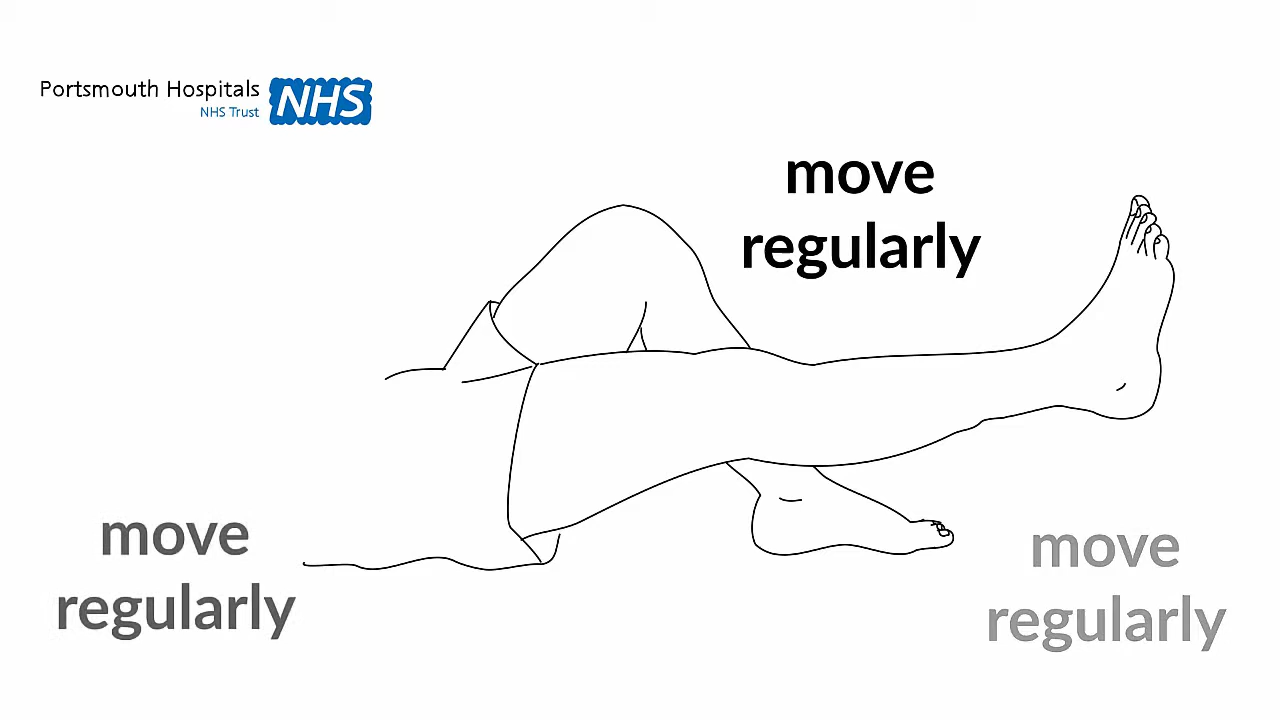 Portsmouth Hospitals
NHS Trust
NHS
move
regularly
move
regularly
move
regularly